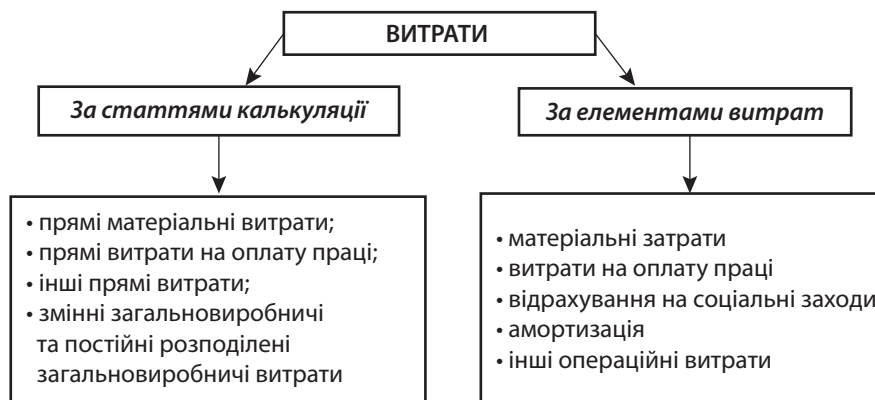 ВИТРАТИ
За статтями калькуляції
За елементами витрат
• прямі матеріальні витрати;
• прямі витрати на оплату праці;
• інші прямі витрати;
• змінні загальновиробничі
та постійні розподілені
загальновиробничі витрати
• матеріальні затрати
• витрати на оплату праці
• відрахування на соціальні заходи
• амортизація
• інші операційні витрати